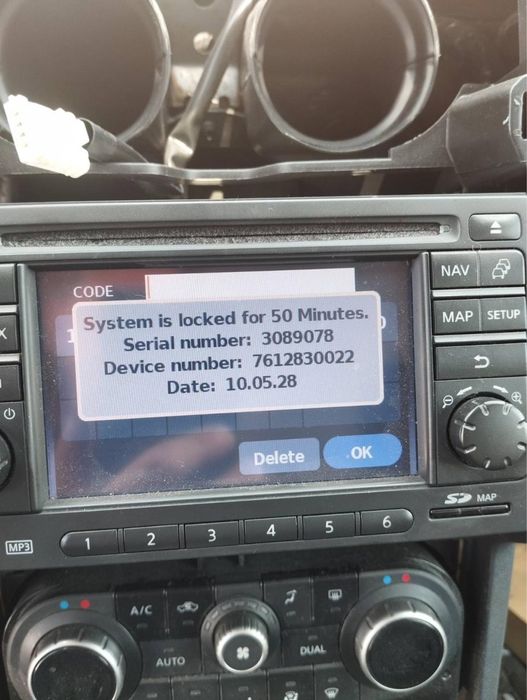 NAV
CODE
System is locked for 50 Minutes.
Serial number: 3089078
Device number: 7612830022
Date: 10.05.28
MAP
SETUP
Delete
OK
SD MAP
MP3
1
2
3
4
5
6
A/C
AUTO
DUAL